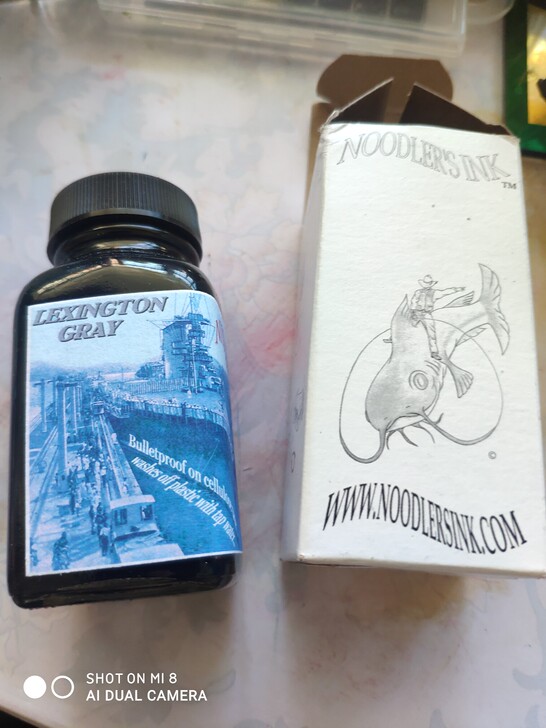 LEXINGTON
GRAY
Bulletproof on
washes off plastic with tap water
NOODLER'S INK
TM
©
WWW.NOODLERSINK.COM
SHOT ON MI 8
AI DUAL CAMERA